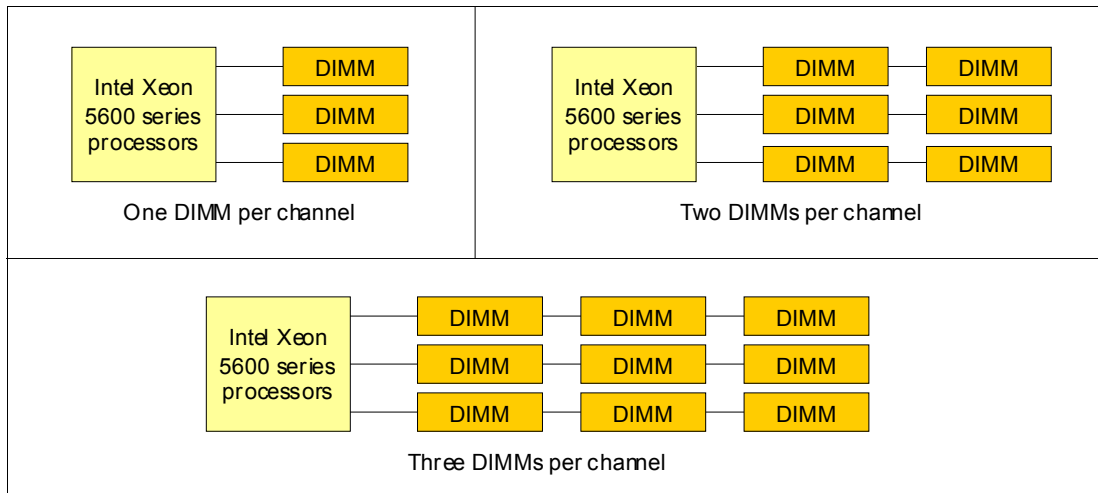 Intel Xeon
5600 series
processors
DIMM
DIMM
DIMM
One DIMM per channel
Intel Xeon
5600 series
processors
DIMM DIMM
DIMM DIMM
DIMM DIMM
Two DIMMs per channel
Intel Xeon
5600 series
processors
DIMM DIMM DIMM
DIMM DIMM DIMM
DIMM DIMM DIMM
Three DIMMs per channel